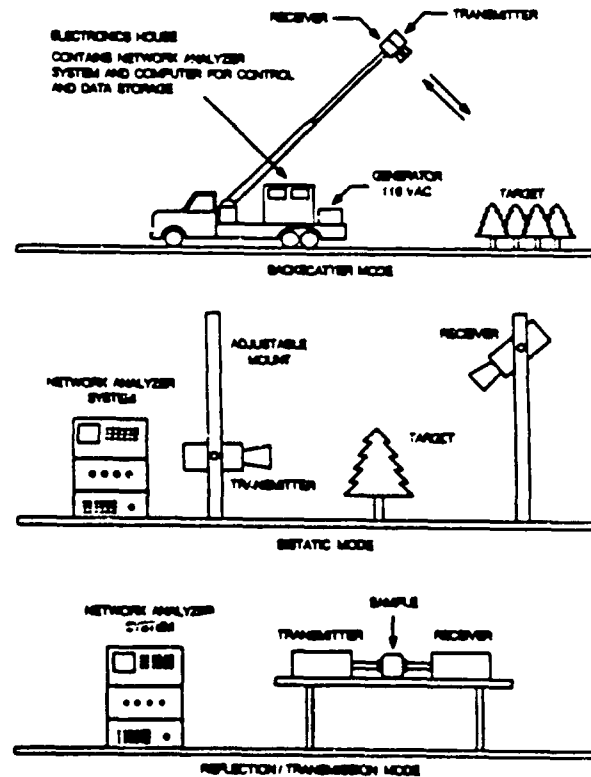 RECEIVER
TRANSMITTER
ELECTRONICS HOUSE
CONTAINS NETWORK ANALYZER
SYSTEM AND COMPUTER FOR CONTROL
AND DATA STORAGE
GENERATOR
110 VAC
TARGET
BACKSCATTER MODE
RECEIVER
ADJUSTABLE
MOUNT
NETWORK ANALYZER
SYSTEM
TARGET
TRANSMITTER
BISTATIC MODE
NETWORK ANALYZER
SYSTEM
SAMPLE
TRANSMITTER
RECEIVER
REFLECTION / TRANSMISSION MODE